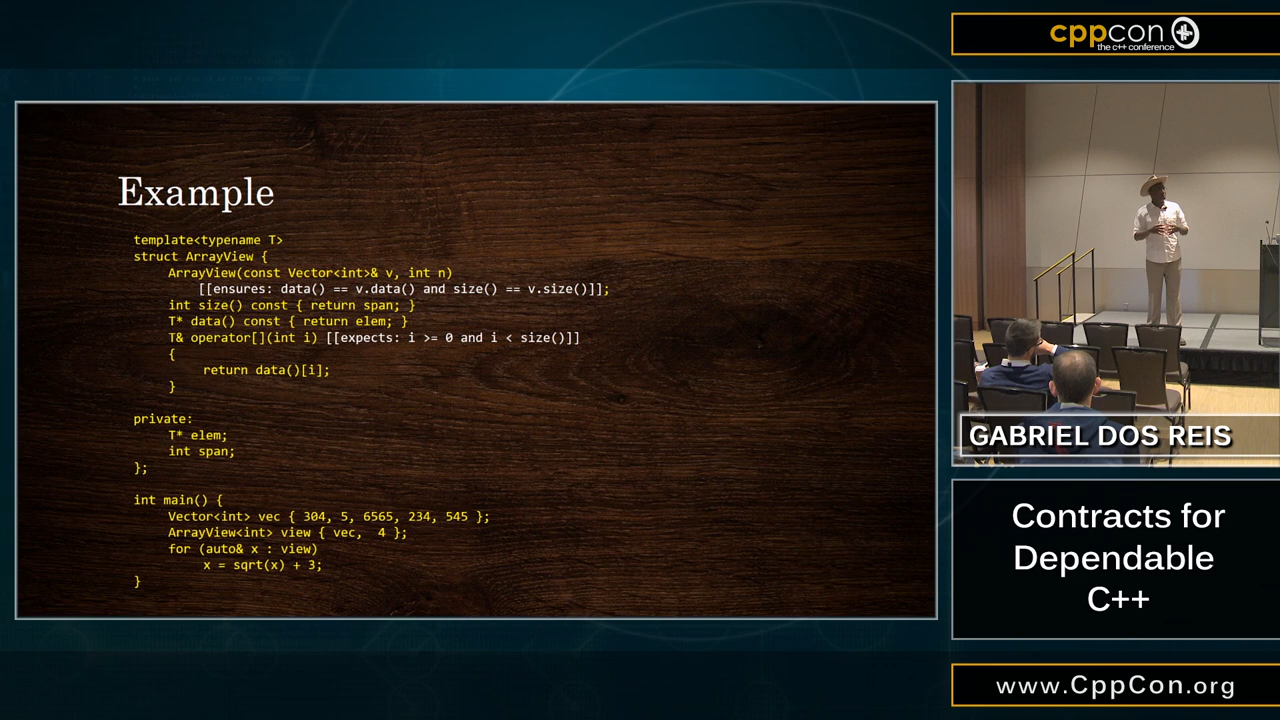 cppcon
the c++ conference
Example
template<typename T>
struct ArrayView {
ArrayView(const Vector<int>& v, int n)
[[ensures: data() == v.data() and size() == v.size()]];
int size() const { return span; }
T* data() const { return elem; }
T& operator[](int i) [[expects: i >= 0 and i < size()]]
{
return data()[i];
}
private:
T* elem;
int span;
};
int main() {
Vector<int> vec { 304, 5, 6565, 234, 545 };
ArrayView<int> view { vec, 4 };
for (auto& x : view)
x = sqrt(x) + 3;
}
GABRIEL DOS REIS
Contracts for
Dependable
C++
www.CppCon.org